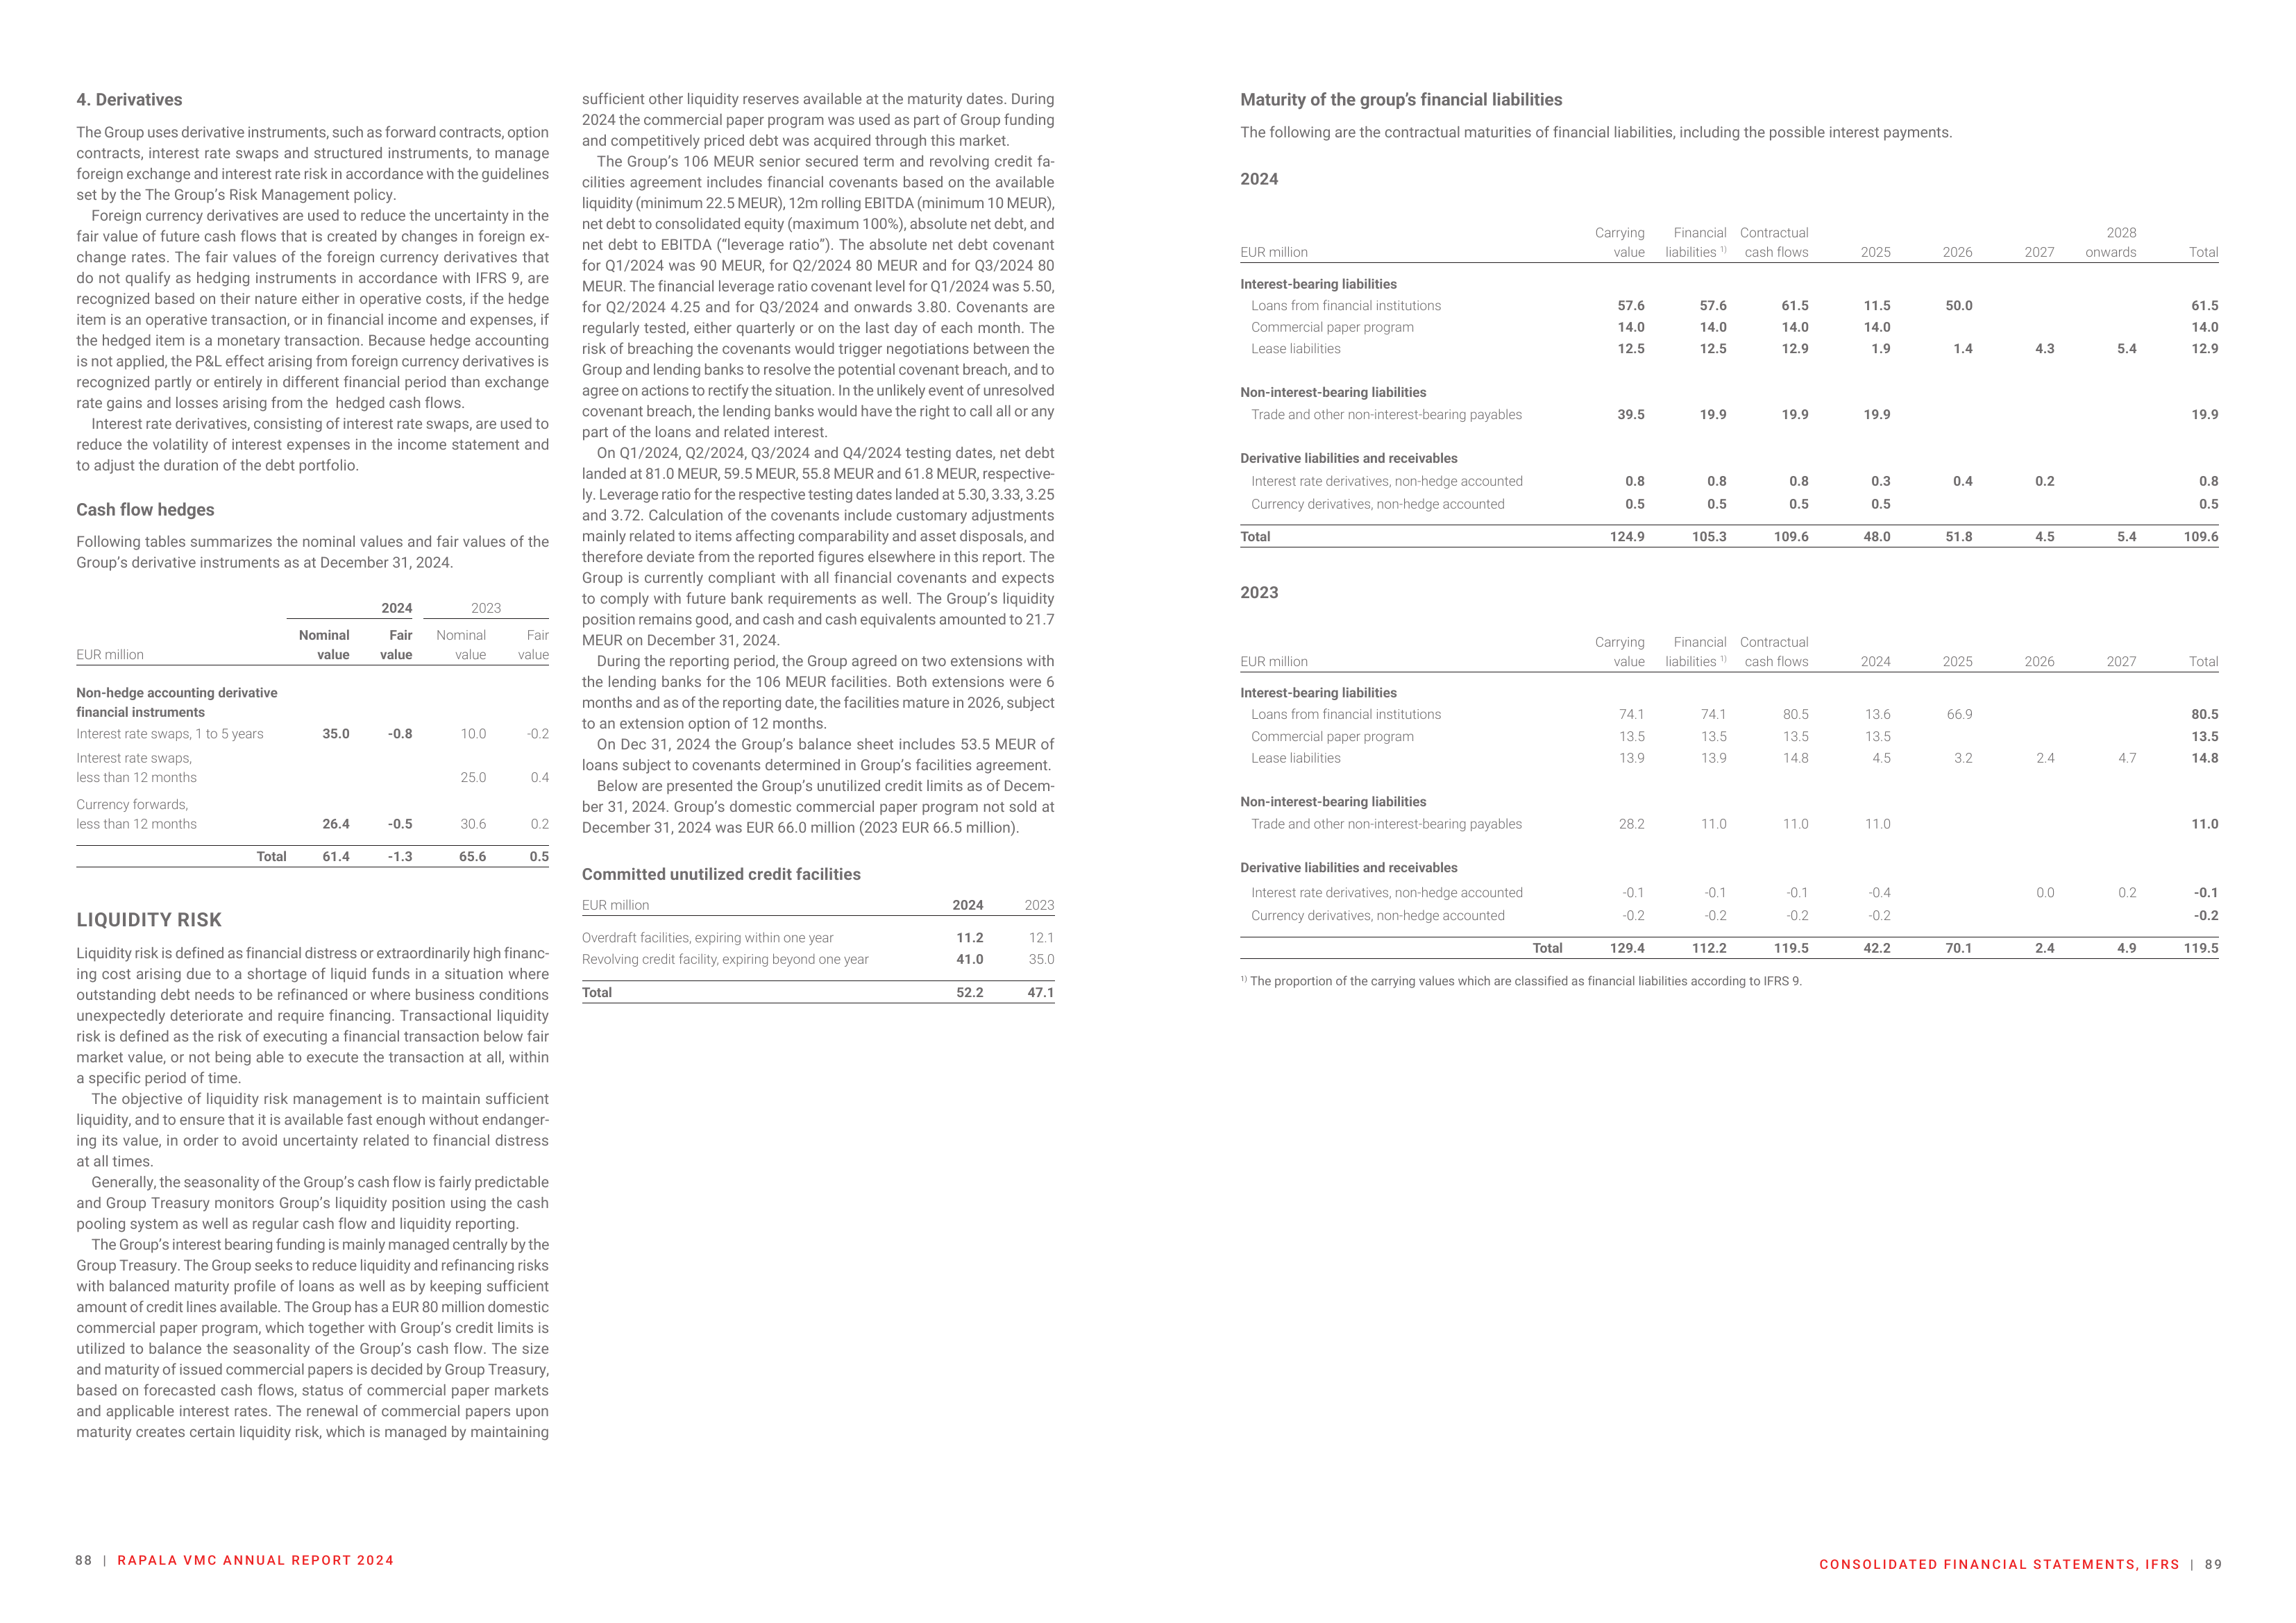 4. Derivatives
The Group uses derivative instruments, such as forward contracts, option
contracts, interest rate swaps and structured instruments, to manage
foreign exchange and interest rate risk in accordance with the guidelines
set by the The Group’s Risk Management policy.
Foreign currency derivatives are used to reduce the uncertainty in the
fair value of future cash flows that is created by changes in foreign ex-
change rates. The fair values of the foreign currency derivatives that
do not qualify as hedging instruments in accordance with IFRS 9, are
recognized based on their nature either in operative costs, if the hedge
item is an operative transaction, or in financial income and expenses, if
the hedged item is a monetary transaction. Because hedge accounting
is not applied, the P&L effect arising from foreign currency derivatives is
recognized partly or entirely in different financial period than exchange
rate gains and losses arising from the hedged cash flows.
Interest rate derivatives, consisting of interest rate swaps, are used to
reduce the volatility of interest expenses in the income statement and
to adjust the duration of the debt portfolio.
Cash flow hedges
Following tables summarizes the nominal values and fair values of the
Group’s derivative instruments as at December 31, 2024.
2024 2023
Nominal Fair Nominal Fair
EUR million value value value value
Non-hedge accounting derivative
financial instruments
Interest rate swaps, 1 to 5 years 35.0 -0.8 10.0 -0.2
Interest rate swaps,
less than 12 months 25.0 0.4
Currency forwards,
less than 12 months 26.4 -0.5 30.6 0.2
Total 61.4 -1.3 65.6 0.5
LIQUIDITY RISK
Liquidity risk is defined as financial distress or extraordinarily high financ-
ing cost arising due to a shortage of liquid funds in a situation where
outstanding debt needs to be refinanced or where business conditions
unexpectedly deteriorate and require financing. Transactional liquidity
risk is defined as the risk of executing a financial transaction below fair
market value, or not being able to execute the transaction at all, within
a specific period of time.
The objective of liquidity risk management is to maintain sufficient
liquidity, and to ensure that it is available fast enough without endanger-
ing its value, in order to avoid uncertainty related to financial distress
at all times.
Generally, the seasonality of the Group’s cash flow is fairly predictable
and Group Treasury monitors Group’s liquidity position using the cash
pooling system as well as regular cash flow and liquidity reporting.
The Group’s interest bearing funding is mainly managed centrally by the
Group Treasury. The Group seeks to reduce liquidity and refinancing risks
with balanced maturity profile of loans as well as by keeping sufficient
amount of credit lines available. The Group has a EUR 80 million domestic
commercial paper program, which together with Group’s credit limits is
utilized to balance the seasonality of the Group’s cash flow. The size
and maturity of issued commercial papers is decided by Group Treasury,
based on forecasted cash flows, status of commercial paper markets
and applicable interest rates. The renewal of commercial papers upon
maturity creates certain liquidity risk, which is managed by maintaining
sufficient other liquidity reserves available at the maturity dates. During
2024 the commercial paper program was used as part of Group funding
and competitively priced debt was acquired through this market.
The Group’s 106 MEUR senior secured term and revolving credit fa-
cilities agreement includes financial covenants based on the available
liquidity (minimum 22.5 MEUR), 12m rolling EBITDA (minimum 10 MEUR),
net debt to consolidated equity (maximum 100%), absolute net debt, and
net debt to EBITDA (“leverage ratio”). The absolute net debt covenant
for Q1/2024 was 90 MEUR, for Q2/2024 80 MEUR and for Q3/2024 80
MEUR. The financial leverage ratio covenant level for Q1/2024 was 5.50,
for Q2/2024 4.25 and for Q3/2024 and onwards 3.80. Covenants are
regularly tested, either quarterly or on the last day of each month. The
risk of breaching the covenants would trigger negotiations between the
Group and lending banks to resolve the potential covenant breach, and to
agree on actions to rectify the situation. In the unlikely event of unresolved
covenant breach, the lending banks would have the right to call all or any
part of the loans and related interest.
On Q1/2024, Q2/2024, Q3/2024 and Q4/2024 testing dates, net debt
landed at 81.0 MEUR, 59.5 MEUR, 55.8 MEUR and 61.8 MEUR, respective-
ly. Leverage ratio for the respective testing dates landed at 5.30, 3.33, 3.25
and 3.72. Calculation of the covenants include customary adjustments
mainly related to items affecting comparability and asset disposals, and
therefore deviate from the reported figures elsewhere in this report. The
Group is currently compliant with all financial covenants and expects
to comply with future bank requirements as well. The Group’s liquidity
position remains good, and cash and cash equivalents amounted to 21.7
MEUR on December 31, 2024.
During the reporting period, the Group agreed on two extensions with
the lending banks for the 106 MEUR facilities. Both extensions were 6
months and as of the reporting date, the facilities mature in 2026, subject
to an extension option of 12 months.
On Dec 31, 2024 the Group’s balance sheet includes 53.5 MEUR of
loans subject to covenants determined in Group’s facilities agreement.
Below are presented the Group’s unutilized credit limits as of Decem-
ber 31, 2024. Group’s domestic commercial paper program not sold at
December 31, 2024 was EUR 66.0 million (2023 EUR 66.5 million).
Committed unutilized credit facilities
EUR million 2024 2023
Overdraft facilities, expiring within one year 11.2 12.1
Revolving credit facility, expiring beyond one year 41.0 35.0
Total 52.2 47.1
88 | RAPALA VMC ANNUAL REPORT 2024
Maturity of the group’s financial liabilities
The following are the contractual maturities of financial liabilities, including the possible interest payments.
2024
Carrying Financial Contractual 2028
EUR million value liabilities 1) cash flows 2025 2026 2027 onwards Total
Interest-bearing liabilities
Loans from financial institutions 57.6 57.6 61.5 11.5 50.0 61.5
Commercial paper program 14.0 14.0 14.0 14.0 14.0
Lease liabilities 12.5 12.5 12.9 1.9 1.4 4.3 5.4 12.9
Non-interest-bearing liabilities
Trade and other non-interest-bearing payables 39.5 19.9 19.9 19.9 19.9
Derivative liabilities and receivables
Interest rate derivatives, non-hedge accounted 0.8 0.8 0.8 0.3 0.4 0.2 0.8
Currency derivatives, non-hedge accounted 0.5 0.5 0.5 0.5 0.5
Total 124.9 105.3 109.6 48.0 51.8 4.5 5.4 109.6
2023
Carrying Financial Contractual
EUR million value liabilities 1) cash flows 2024 2025 2026 2027 Total
Interest-bearing liabilities
Loans from financial institutions 74.1 74.1 80.5 13.6 66.9 80.5
Commercial paper program 13.5 13.5 13.5 13.5 13.5
Lease liabilities 13.9 13.9 14.8 4.5 3.2 2.4 4.7 14.8
Non-interest-bearing liabilities
Trade and other non-interest-bearing payables 28.2 11.0 11.0 11.0 11.0
Derivative liabilities and receivables
Interest rate derivatives, non-hedge accounted -0.1 -0.1 -0.1 -0.4 0.0 0.2 -0.1
Currency derivatives, non-hedge accounted -0.2 -0.2 -0.2 -0.2 -0.2
Total 129.4 112.2 119.5 42.2 70.1 2.4 4.9 119.5
1) The proportion of the carrying values which are classified as financial liabilities according to IFRS 9.
CONSOLIDATED FINANCIAL STATEMENTS, IFRS | 89